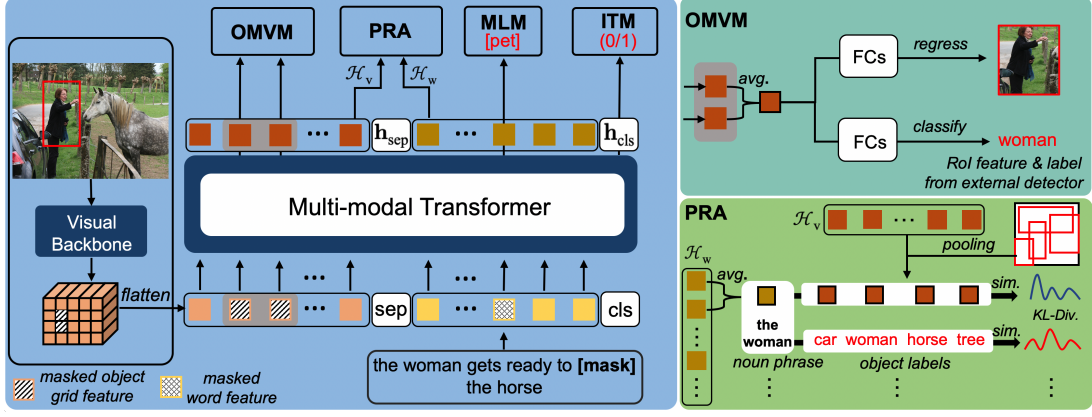 OMVM
PRA
MLM
[pet]
ITM
(0/1)
ℋv
ℋw
hsep
hcls
Multi-modal Transformer
Visual
Backbone
flatten
sep
cls
the woman gets ready to [mask]
the horse
masked object
grid feature
masked
word feature
OMVM
avg.
FCs
regress
FCs
classify
woman
RoI feature & label
from external detector
PRA
ℋv
pooling
ℋw
avg.
sim.
KL-Div.
the
woman
car woman horse tree
sim.
noun phrase
object labels